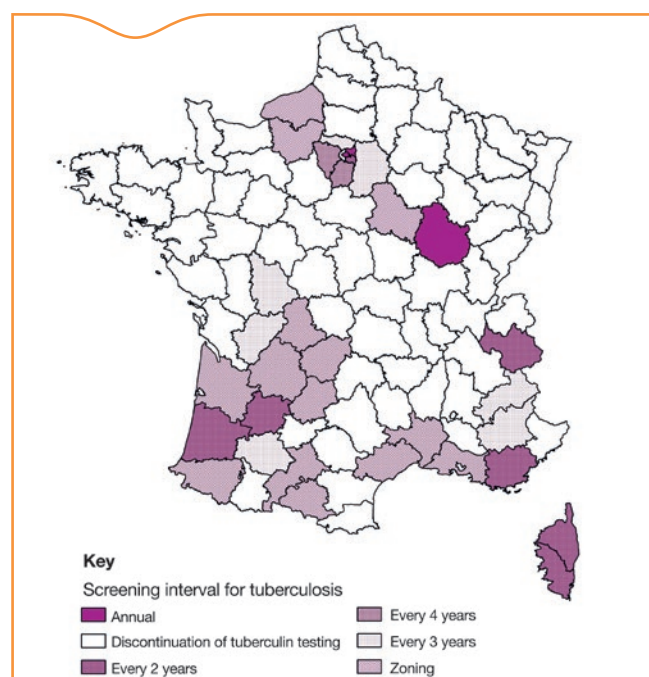 Key
Screening interval for tuberculosis
Annual
Every 4 years
Discontinuation of tuberculin testing
Every 3 years
Every 2 years
Zoning